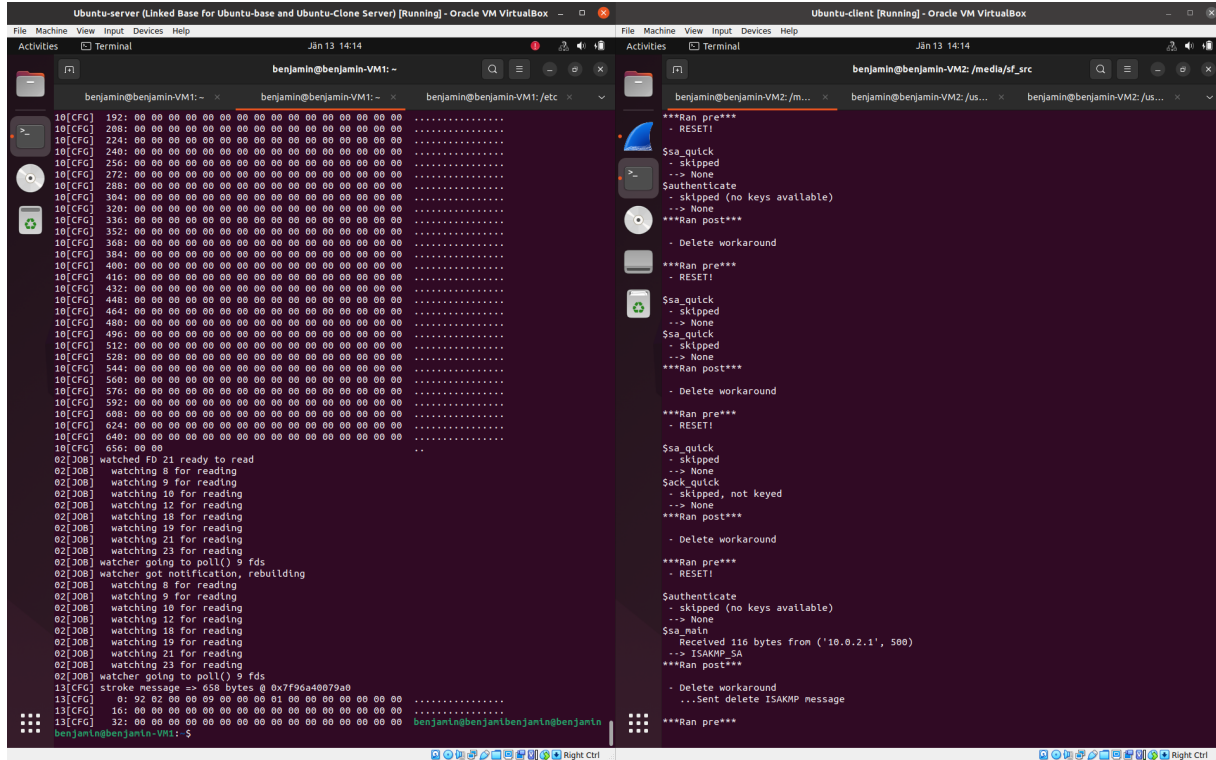 Ubuntu-server (Linked Base for Ubuntu-base and Ubuntu-Clone Server) [Running] - Oracle VM VirtualBox
File Machine View Input Devices Help
Activities Terminal Jän 13 14:14
benjamin@benjamin-VM1: ~
benjamin@benjamin-VM1: ~ benjamin@benjamin-VM1: ~ benjamin@benjamin-VM1: /etc
10[CFG]  192: 00 00 00 00 00 00 00 00 00 00 00 00 00 00 00 00  ................
10[CFG]  208: 00 00 00 00 00 00 00 00 00 00 00 00 00 00 00 00  ................
10[CFG]  224: 00 00 00 00 00 00 00 00 00 00 00 00 00 00 00 00  ................
10[CFG]  240: 00 00 00 00 00 00 00 00 00 00 00 00 00 00 00 00  ................
10[CFG]  256: 00 00 00 00 00 00 00 00 00 00 00 00 00 00 00 00  ................
10[CFG]  272: 00 00 00 00 00 00 00 00 00 00 00 00 00 00 00 00  ................
10[CFG]  288: 00 00 00 00 00 00 00 00 00 00 00 00 00 00 00 00  ................
10[CFG]  304: 00 00 00 00 00 00 00 00 00 00 00 00 00 00 00 00  ................
10[CFG]  320: 00 00 00 00 00 00 00 00 00 00 00 00 00 00 00 00  ................
10[CFG]  336: 00 00 00 00 00 00 00 00 00 00 00 00 00 00 00 00  ................
10[CFG]  352: 00 00 00 00 00 00 00 00 00 00 00 00 00 00 00 00  ................
10[CFG]  368: 00 00 00 00 00 00 00 00 00 00 00 00 00 00 00 00  ................
10[CFG]  384: 00 00 00 00 00 00 00 00 00 00 00 00 00 00 00 00  ................
10[CFG]  400: 00 00 00 00 00 00 00 00 00 00 00 00 00 00 00 00  ................
10[CFG]  416: 00 00 00 00 00 00 00 00 00 00 00 00 00 00 00 00  ................
10[CFG]  432: 00 00 00 00 00 00 00 00 00 00 00 00 00 00 00 00  ................
10[CFG]  448: 00 00 00 00 00 00 00 00 00 00 00 00 00 00 00 00  ................
10[CFG]  464: 00 00 00 00 00 00 00 00 00 00 00 00 00 00 00 00  ................
10[CFG]  480: 00 00 00 00 00 00 00 00 00 00 00 00 00 00 00 00  ................
10[CFG]  496: 00 00 00 00 00 00 00 00 00 00 00 00 00 00 00 00  ................
10[CFG]  512: 00 00 00 00 00 00 00 00 00 00 00 00 00 00 00 00  ................
10[CFG]  528: 00 00 00 00 00 00 00 00 00 00 00 00 00 00 00 00  ................
10[CFG]  544: 00 00 00 00 00 00 00 00 00 00 00 00 00 00 00 00  ................
10[CFG]  560: 00 00 00 00 00 00 00 00 00 00 00 00 00 00 00 00  ................
10[CFG]  576: 00 00 00 00 00 00 00 00 00 00 00 00 00 00 00 00  ................
10[CFG]  592: 00 00 00 00 00 00 00 00 00 00 00 00 00 00 00 00  ................
10[CFG]  608: 00 00 00 00 00 00 00 00 00 00 00 00 00 00 00 00  ................
10[CFG]  624: 00 00 00 00 00 00 00 00 00 00 00 00 00 00 00 00  ................
10[CFG]  640: 00 00 00 00 00 00 00 00 00 00 00 00 00 00 00 00  ................
10[CFG]  656: 00 00  ..
02[JOB] watched FD 21 ready to read
02[JOB]   watching 8 for reading
02[JOB]   watching 9 for reading
02[JOB]   watching 10 for reading
02[JOB]   watching 12 for reading
02[JOB]   watching 18 for reading
02[JOB]   watching 19 for reading
02[JOB]   watching 21 for reading
02[JOB]   watching 23 for reading
02[JOB] watcher going to poll() 9 fds
02[JOB] watcher got notification, rebuilding
02[JOB]   watching 8 for reading
02[JOB]   watching 9 for reading
02[JOB]   watching 10 for reading
02[JOB]   watching 12 for reading
02[JOB]   watching 18 for reading
02[JOB]   watching 19 for reading
02[JOB]   watching 21 for reading
02[JOB]   watching 23 for reading
02[JOB] watcher going to poll() 9 fds
13[CFG] stroke message => 658 bytes @ 0x7f96a40079a0
13[CFG]    0: 92 02 00 00 09 00 00 00 01 00 00 00 00 00 00 00  ................
13[CFG]   16: 00 00 00 00 00 00 00 00 00 00 00 00 00 00 00 00  ................
13[CFG]   32: 00 00 00 00 00 00 00 00 00 00 00 00 00 00 00 00  benjamin@benjamibenjamin@benjamin
benjamin@benjamin-VM1:~$
Right Ctrl
Ubuntu-client [Running] - Oracle VM VirtualBox
File Machine View Input Devices Help
Activities Terminal Jän 13 14:14
benjamin@benjamin-VM2: /media/sf_src
benjamin@benjamin-VM2: /m... benjamin@benjamin-VM2: /us... benjamin@benjamin-VM2: /us...
***Ran pre***
 - RESET!
$sa_quick
 - skipped
 --> None
$authenticate
 - skipped (no keys available)
 --> None
***Ran post***
 - Delete workaround
***Ran pre***
 - RESET!
$sa_quick
 - skipped
 --> None
$sa_quick
 - skipped
 --> None
***Ran post***
 - Delete workaround
***Ran pre***
 - RESET!
$sa_quick
 - skipped
 --> None
$ack_quick
 - skipped, not keyed
 --> None
***Ran post***
 - Delete workaround
***Ran pre***
 - RESET!
$authenticate
 - skipped (no keys available)
 --> None
$sa_main
   Received 116 bytes from ('10.0.2.1', 500)
 --> ISAKMP_SA
***Ran post***
 - Delete workaround
   ...Sent delete ISAKMP message
***Ran pre***
Right Ctrl